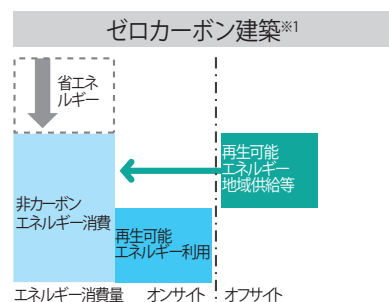 ゼロカーボン建築※1
省エネ
ルギー
再生可能
エネルギー
地域供給等
非カーボン
エネルギー消費
再生可能
エネルギー利用
エネルギー消費量 オンサイト オフサイト